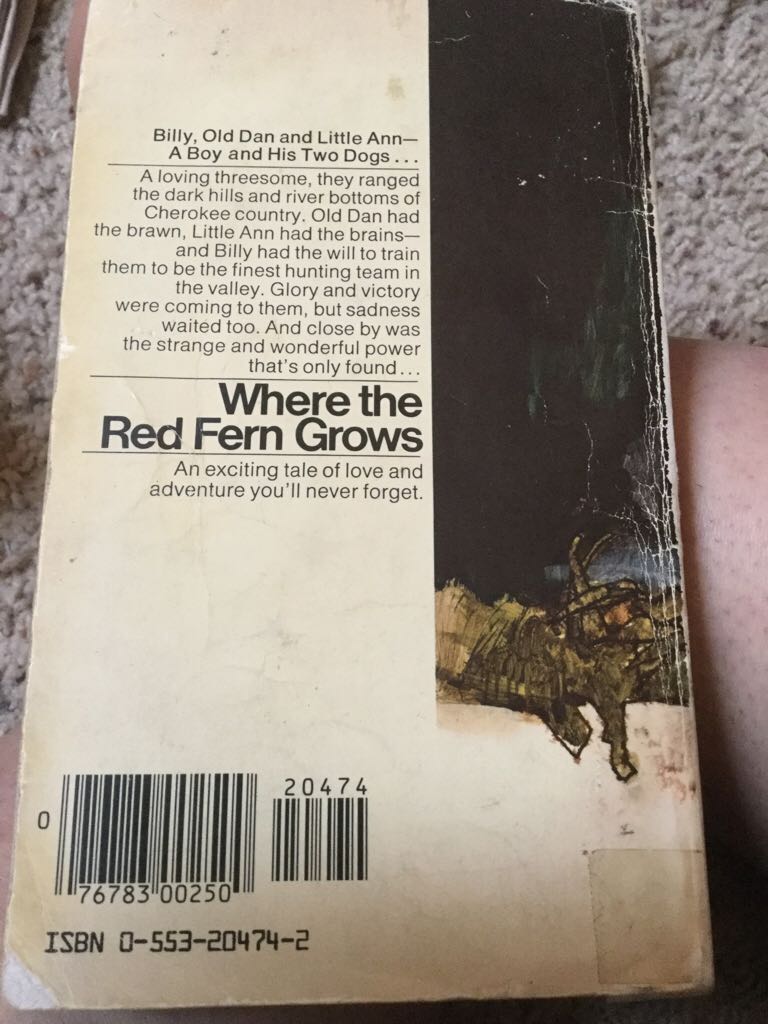 Billy, Old Dan and Little Ann—
A Boy and His Two Dogs...
A loving threesome, they ranged
the dark hills and river bottoms of
Cherokee country. Old Dan had
the brawn, Little Ann had the brains—
and Billy had the will to train
them to be the finest hunting team in
the valley. Glory and victory
were coming to them, but sadness
waited too. And close by was
the strange and wonderful power
that's only found...
Where the
Red Fern Grows
An exciting tale of love and
adventure you'll never forget.
20474
0
76783 00250
ISBN 0-553-20474-2